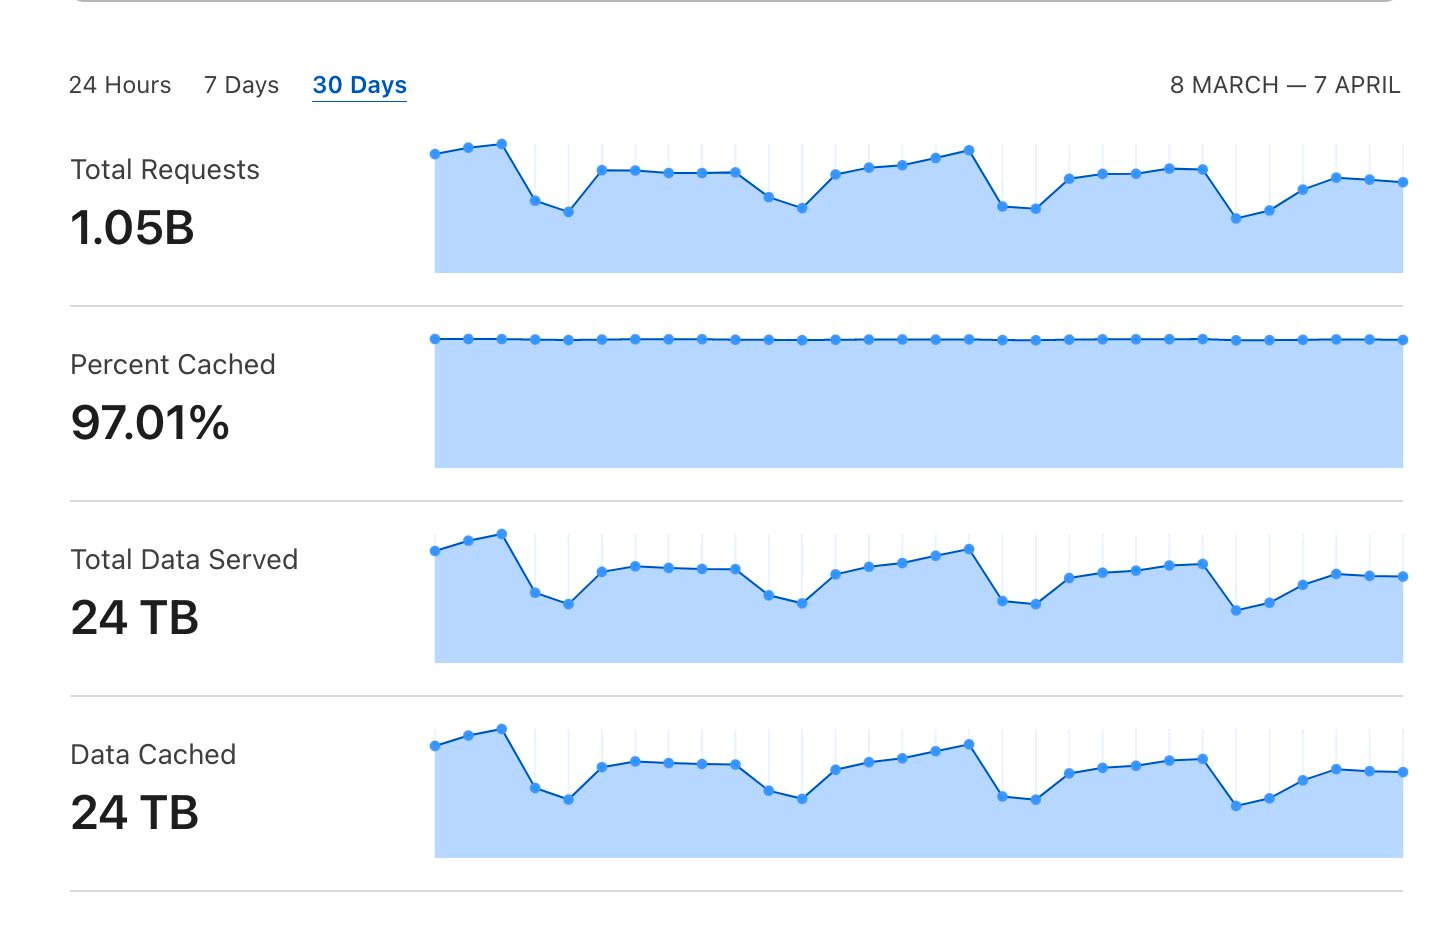 24 Hours 7 Days 30 Days 8 MARCH — 7 APRIL
Total Requests
1.05B
Percent Cached
97.01%
Total Data Served
24 TB
Data Cached
24 TB